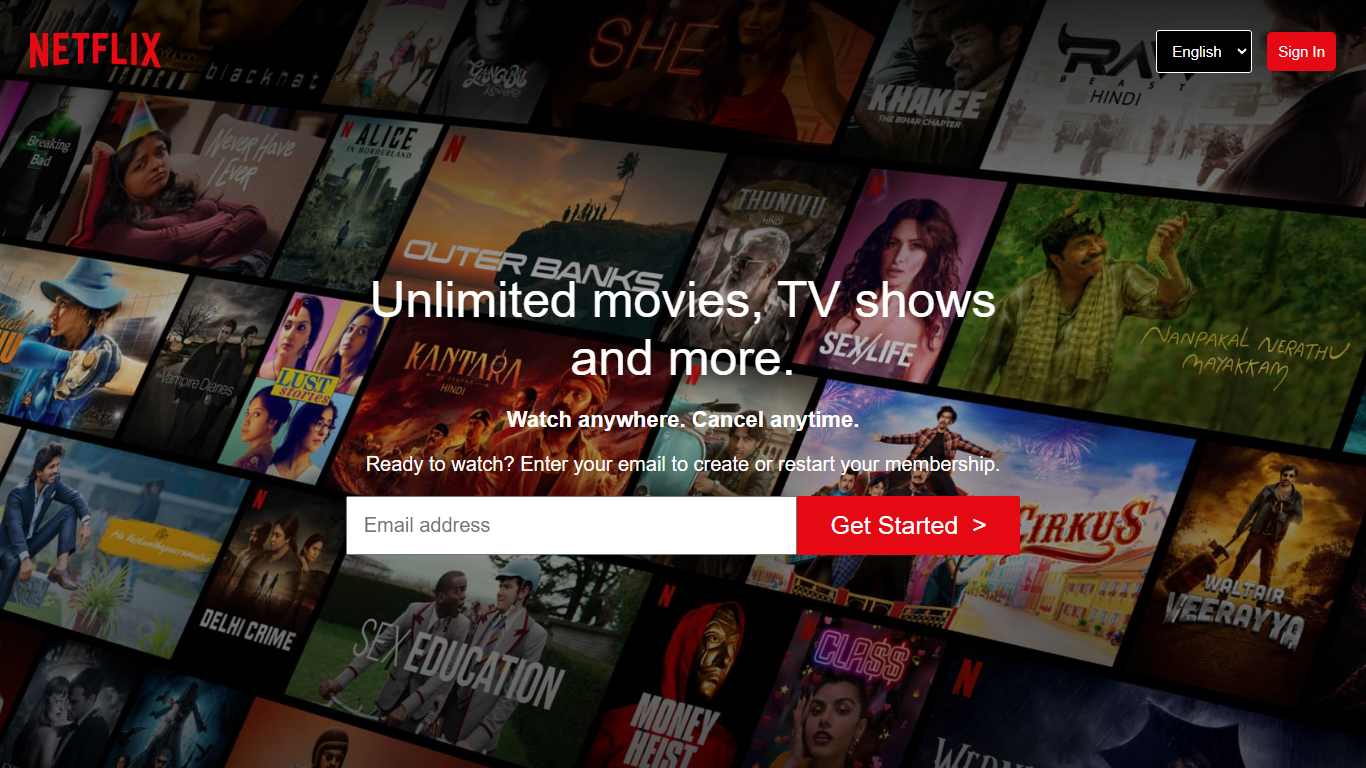 NETFLIX
English
Sign In
blackhat
SHE
KHAKEE
THE BIHAR CHAPTER
BEAST
HINDI
Breaking
Bad
NEVER HAVE
I EVER
ALICE
IN BORDERLAND
OUTER BANKS
THUNIVU
HINDI
SEX/LIFE
NANPAKAL NERATHU
MAYAKKAM
Vampire Diaries
LUST
stories
KANTARA
HINDI
Unlimited movies, TV shows
and more.
Watch anywhere. Cancel anytime.
Ready to watch? Enter your email to create or restart your membership.
Email address
Get Started >
CIRKUS
WALTAIR
VEERAYYA
DELHI CRIME
SEX EDUCATION
MONEY
HEIST
CLA$$